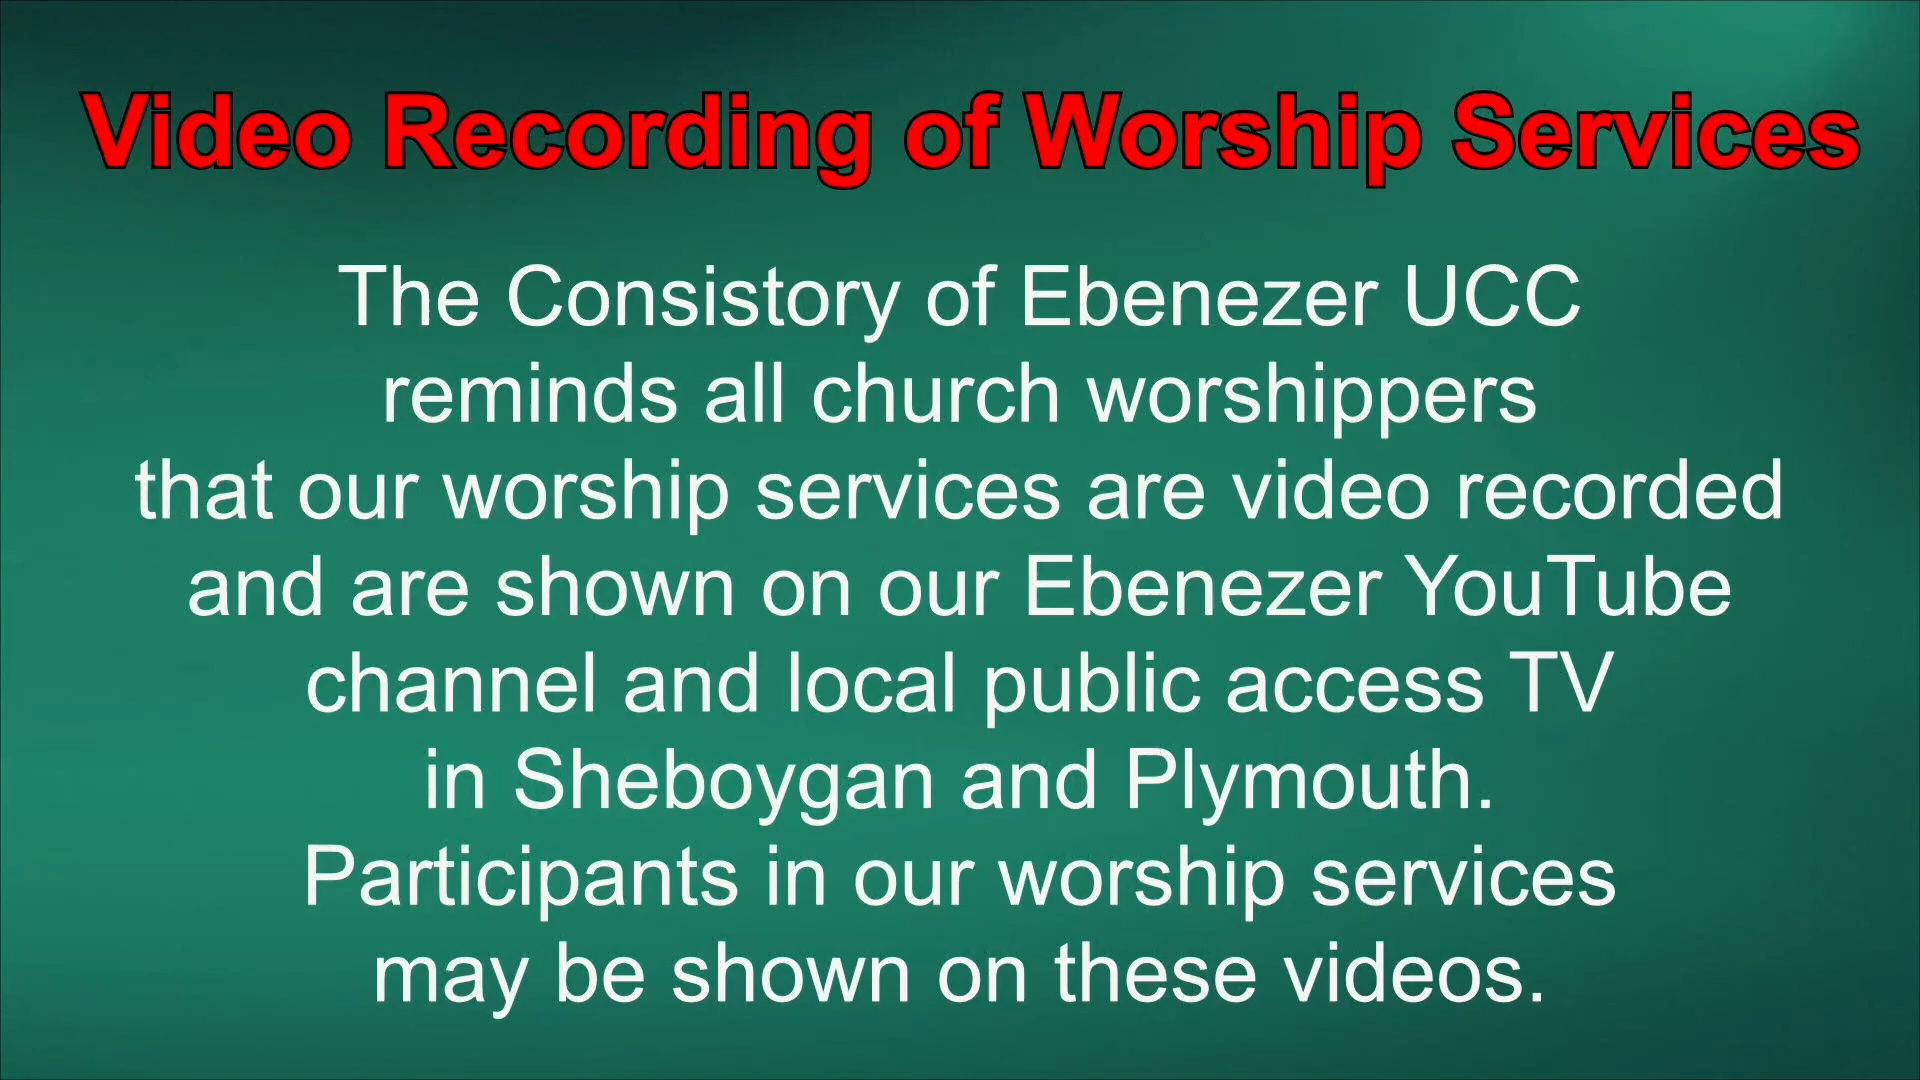 Video Recording of Worship Services
The Consistory of Ebenezer UCC
reminds all church worshippers
that our worship services are video recorded
and are shown on our Ebenezer YouTube
channel and local public access TV
in Sheboygan and Plymouth.
Participants in our worship services
may be shown on these videos.